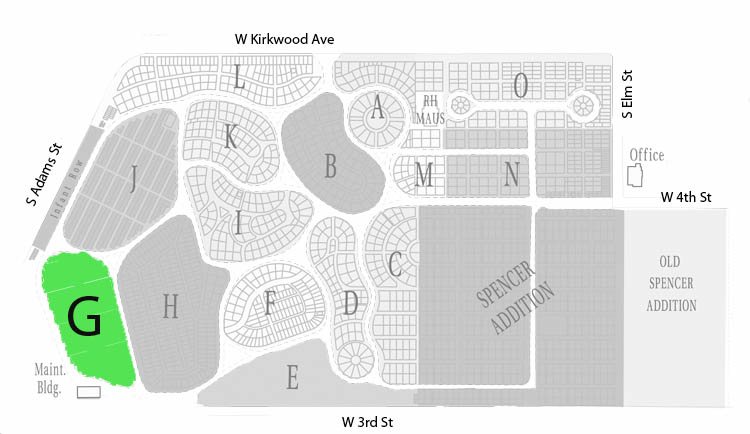 W Kirkwood Ave
L
O
A
RH
MAUS
S Elm St
K
B
J
Infant Row
S Adams St
M
N
Office
W 4th St
I
C
SPENCER
ADDITION
OLD
SPENCER
ADDITION
G
H
F
D
E
Maint.
Bldg.
W 3rd St